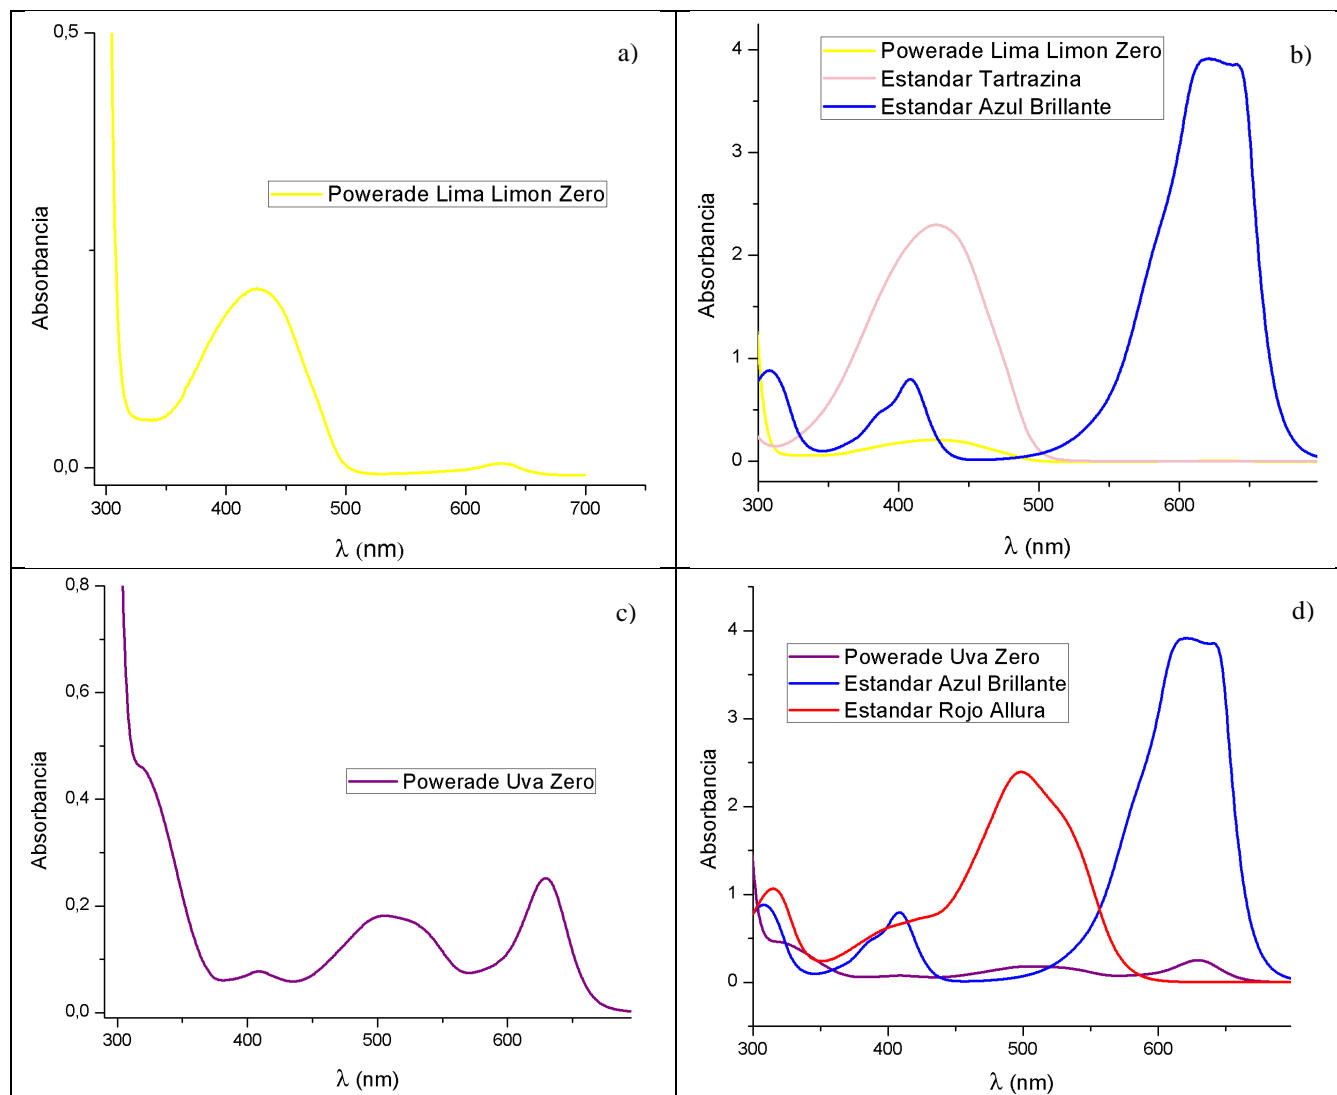 a)
0,5
0,0
Absorbancia
Powerade Lima Limon Zero
300 400 500 600 700
λ (nm)
b)
4
3
2
1
0
Absorbancia
Powerade Lima Limon Zero
Estandar Tartrazina
Estandar Azul Brillante
300 400 500 600
λ (nm)
c)
0,8
0,6
0,4
0,2
0,0
Absorbancia
Powerade Uva Zero
300 400 500 600
λ (nm)
d)
4
3
2
1
0
Absorbancia
Powerade Uva Zero
Estandar Azul Brillante
Estandar Rojo Allura
300 400 500 600
λ (nm)